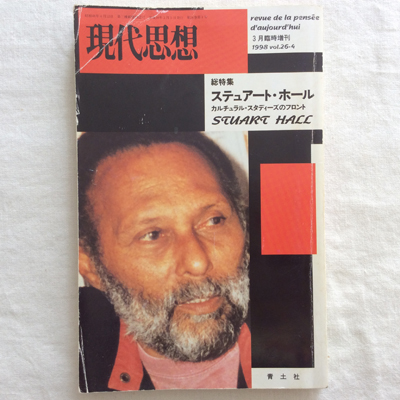 revue de la pensée
d'aujourd'hui
現代思想
3月臨時増刊
1998 vol.26-4
総特集
ステュアート・ホール
カルチュラル・スタディーズのフロント
STUART HALL
青土社